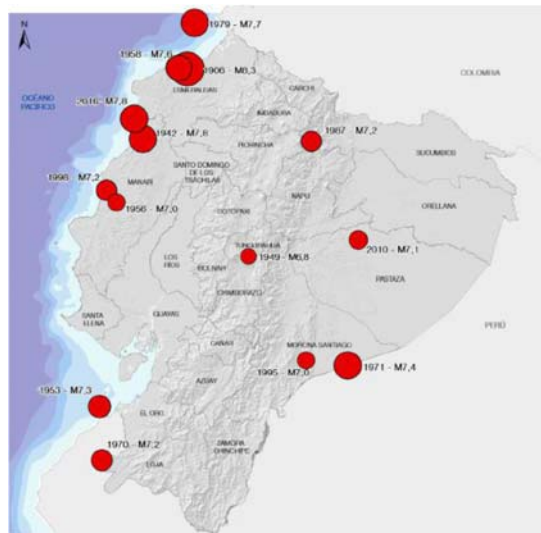 N
1979 - M7,7
1958 - M7,6
1906 - M8,3
COLOMBIA
OCÉANO
PACÍFICO
ESMERALDAS
CARCHI
2016 - M7,8
IMBABURA
1942 - M7,8
1987 - M7,2
PICHINCHA
SUCUMBIOS
SANTO DOMINGO
DE LOS
TSACHILAS
1998 - M7,2
MANABI
NAPO
1956 - M7,0
ORELLANA
COTOPAXI
TUNGURAHUA
2010 - M7,1
1949 - M6,8
LOS
RÍOS
BOLIVAR
PASTAZA
CHIMBORAZO
SANTA
ELENA
GUAYAS
PERÚ
CAÑAR
MORONA SANTIAGO
1995 - M7,0
1971 - M7,4
AZUAY
1953 - M7,3
EL ORO
1970 - M7,2
LOJA
ZAMORA
CHINCHIPE